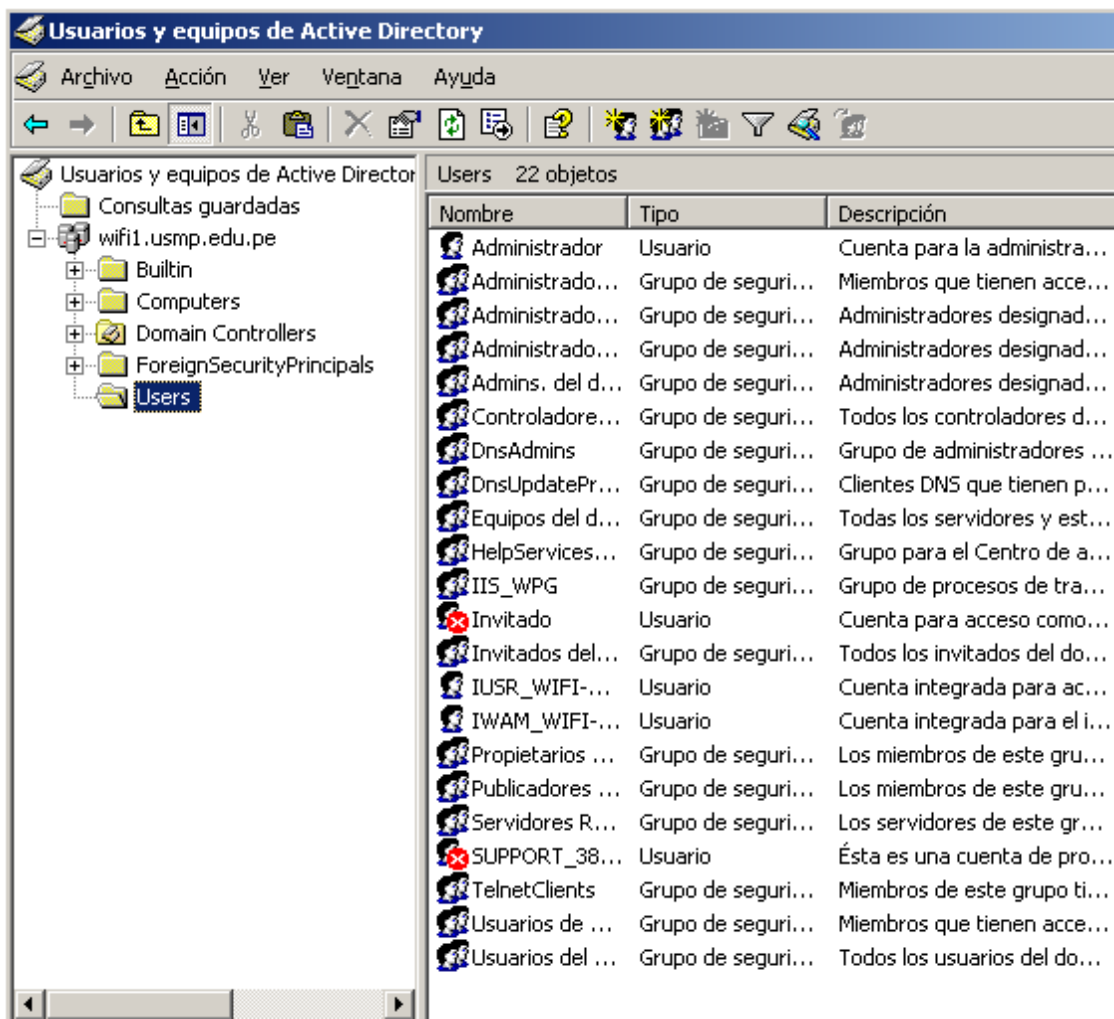 Usuarios y equipos de Active Directory
Archivo Acción Ver Ventana Ayuda
Usuarios y equipos de Active Director
Consultas guardadas
wifi1.usmp.edu.pe
Builtin
Computers
Domain Controllers
ForeignSecurityPrincipals
Users
Users 22 objetos
Nombre Tipo Descripción
Administrador Usuario Cuenta para la administra...
Administrado... Grupo de seguri... Miembros que tienen acce...
Administrado... Grupo de seguri... Administradores designad...
Administrado... Grupo de seguri... Administradores designad...
Admins. del d... Grupo de seguri... Administradores designad...
Controladore... Grupo de seguri... Todos los controladores d...
DnsAdmins Grupo de seguri... Grupo de administradores ...
DnsUpdatePr... Grupo de seguri... Clientes DNS que tienen p...
Equipos del d... Grupo de seguri... Todas los servidores y est...
HelpServices... Grupo de seguri... Grupo para el Centro de a...
IIS_WPG Grupo de seguri... Grupo de procesos de tra...
Invitado Usuario Cuenta para acceso como...
Invitados del... Grupo de seguri... Todos los invitados del do...
IUSR_WIFI-... Usuario Cuenta integrada para ac...
IWAM_WIFI-... Usuario Cuenta integrada para el i...
Propietarios ... Grupo de seguri... Los miembros de este gru...
Publicadores ... Grupo de seguri... Los miembros de este gru...
Servidores R... Grupo de seguri... Los servidores de este gr...
SUPPORT_38... Usuario Ésta es una cuenta de pro...
TelnetClients Grupo de seguri... Miembros de este grupo ti...
Usuarios de ... Grupo de seguri... Miembros que tienen acce...
Usuarios del ... Grupo de seguri... Todos los usuarios del do...